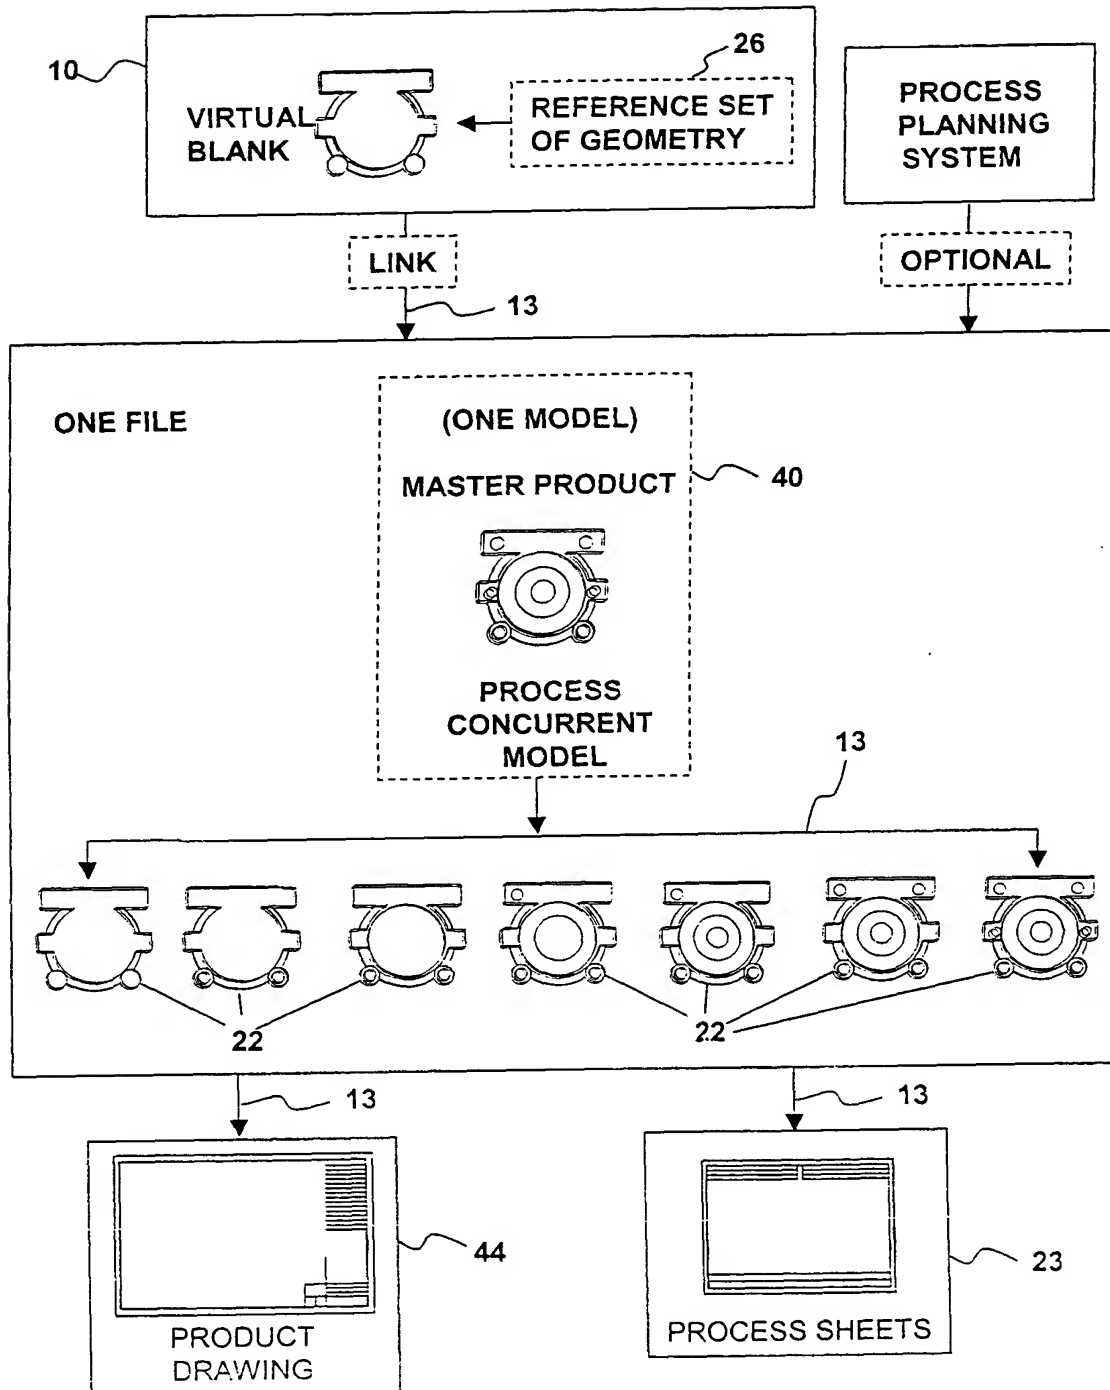 10
26
VIRTUAL
BLANK
REFERENCE SET
OF GEOMETRY
PROCESS
PLANNING
SYSTEM
LINK
OPTIONAL
13
ONE FILE
(ONE MODEL)
MASTER PRODUCT
40
PROCESS
CONCURRENT
MODEL
13
22
22
13
13
44
23
PRODUCT
DRAWING
PROCESS SHEETS